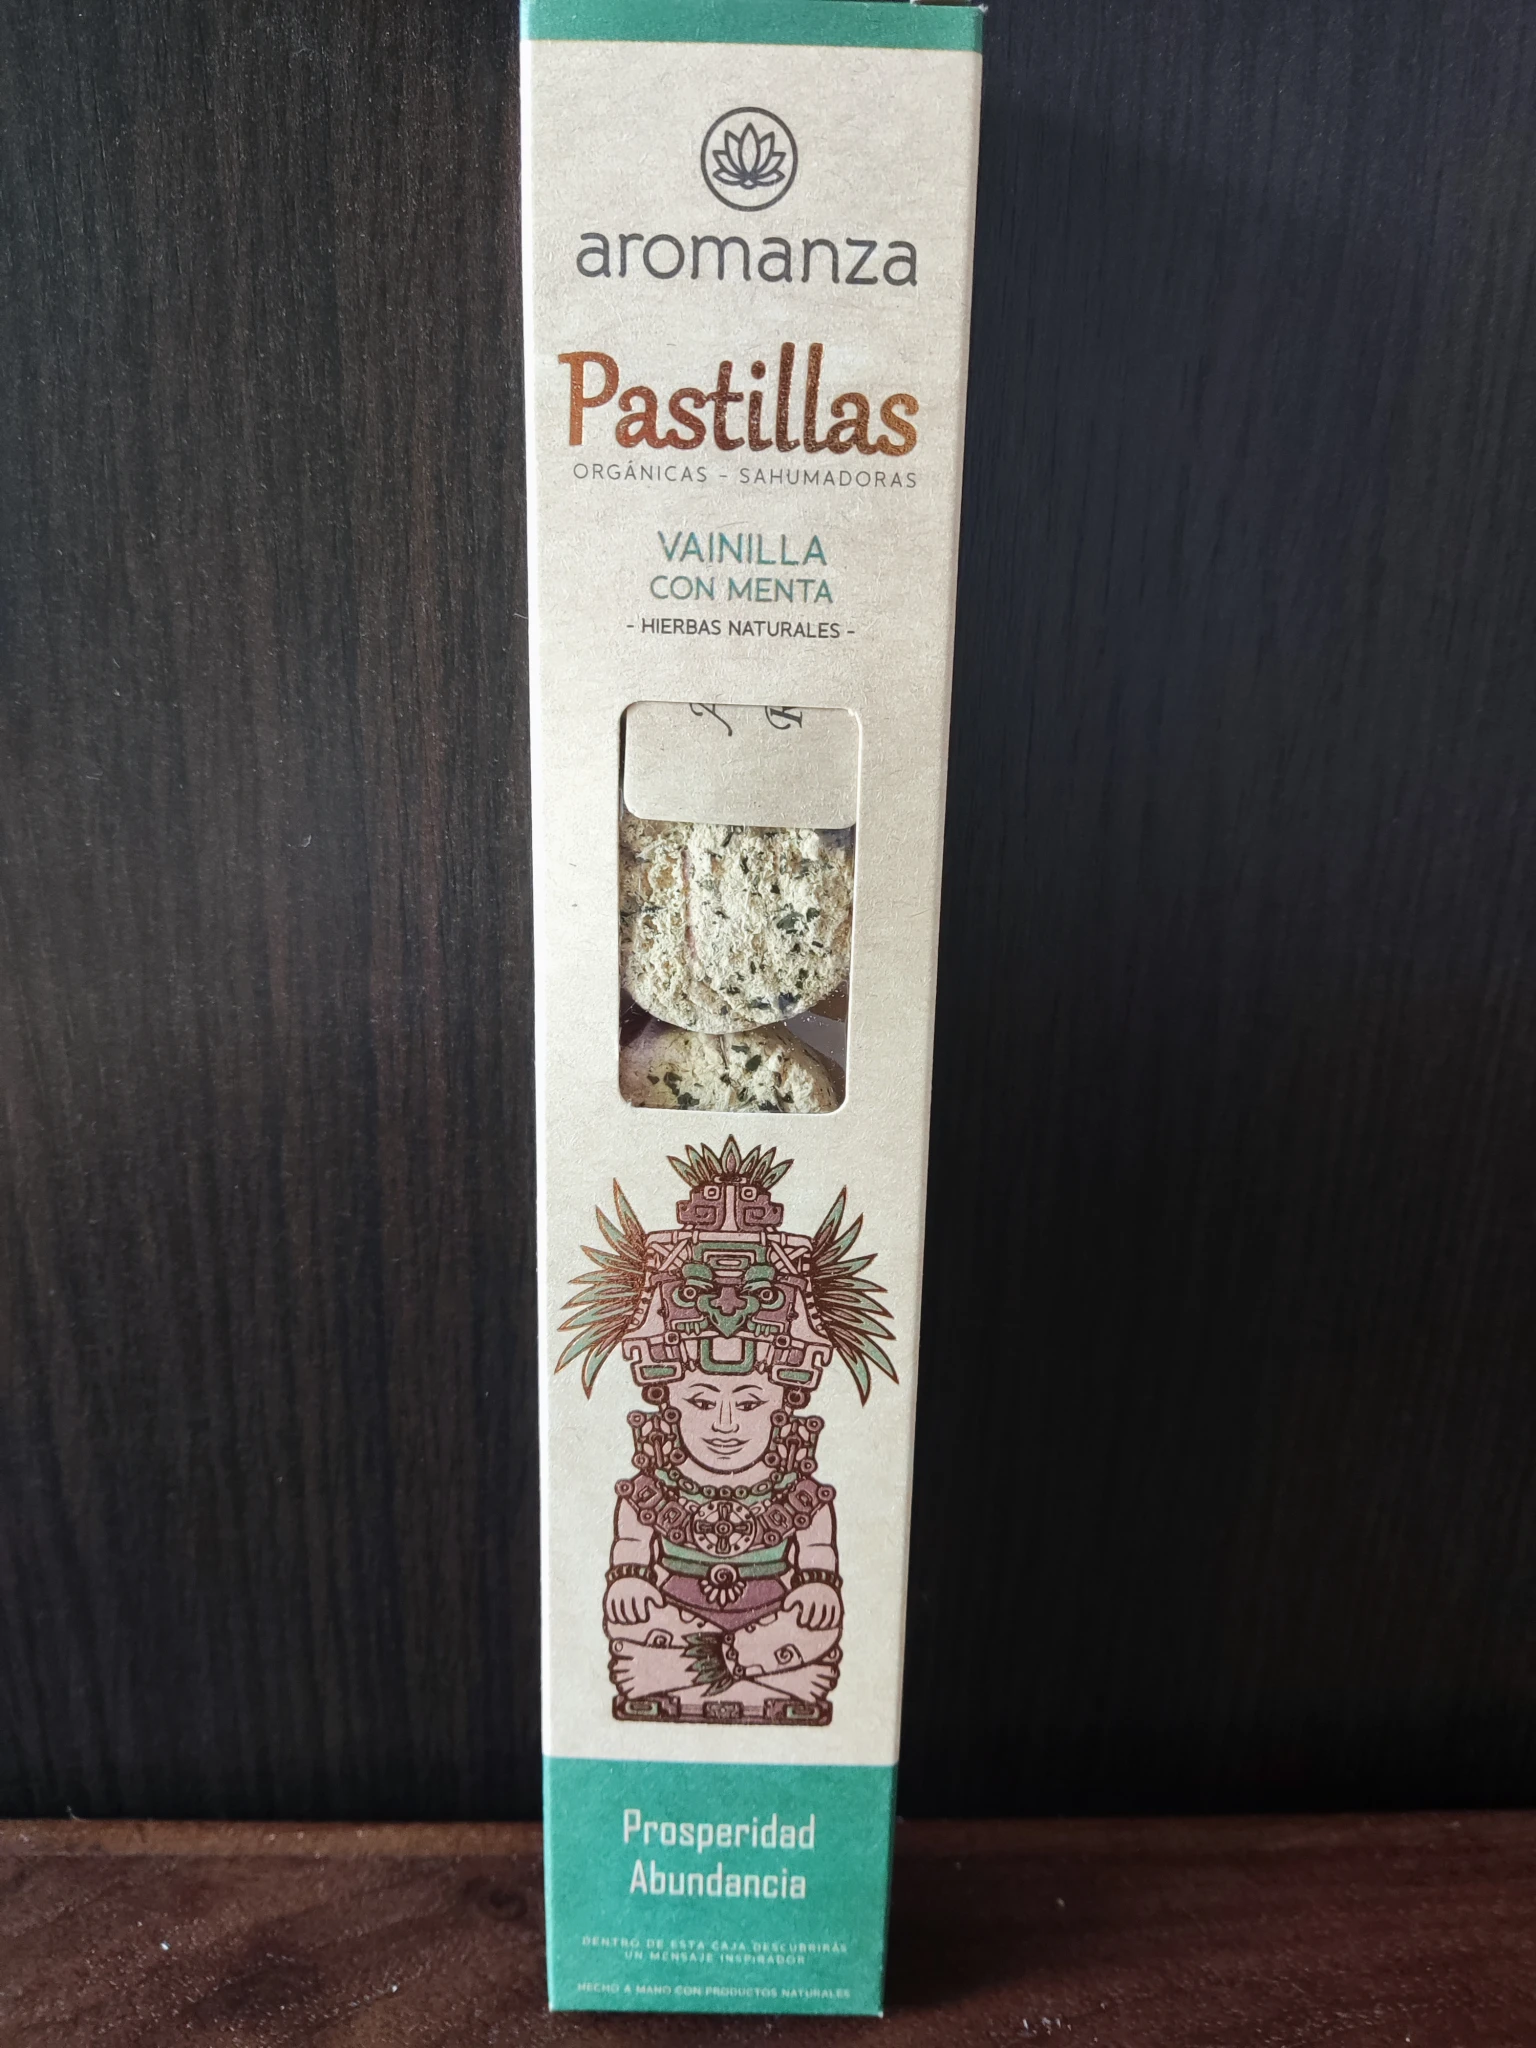 aromanza
Pastillas
ORGÁNICAS - SAHUMADORAS
VAINILLA
CON MENTA
- HIERBAS NATURALES -
Prosperidad
Abundancia
DENTRO DE ESTA CAJA DESCUBRIRÁS
UN MENSAJE INSPIRADOR
HECHO A MANO CON PRODUCTOS NATURALES